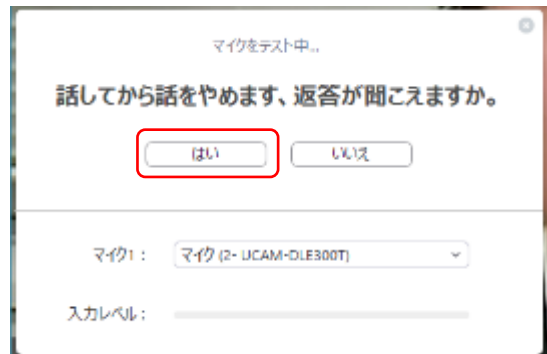 マイクをテスト中...
話してから話をやめます、返答が聞こえますか。
はい
いいえ
マイク1：
マイク (2- UCAM-DLE300T)
入力レベル：